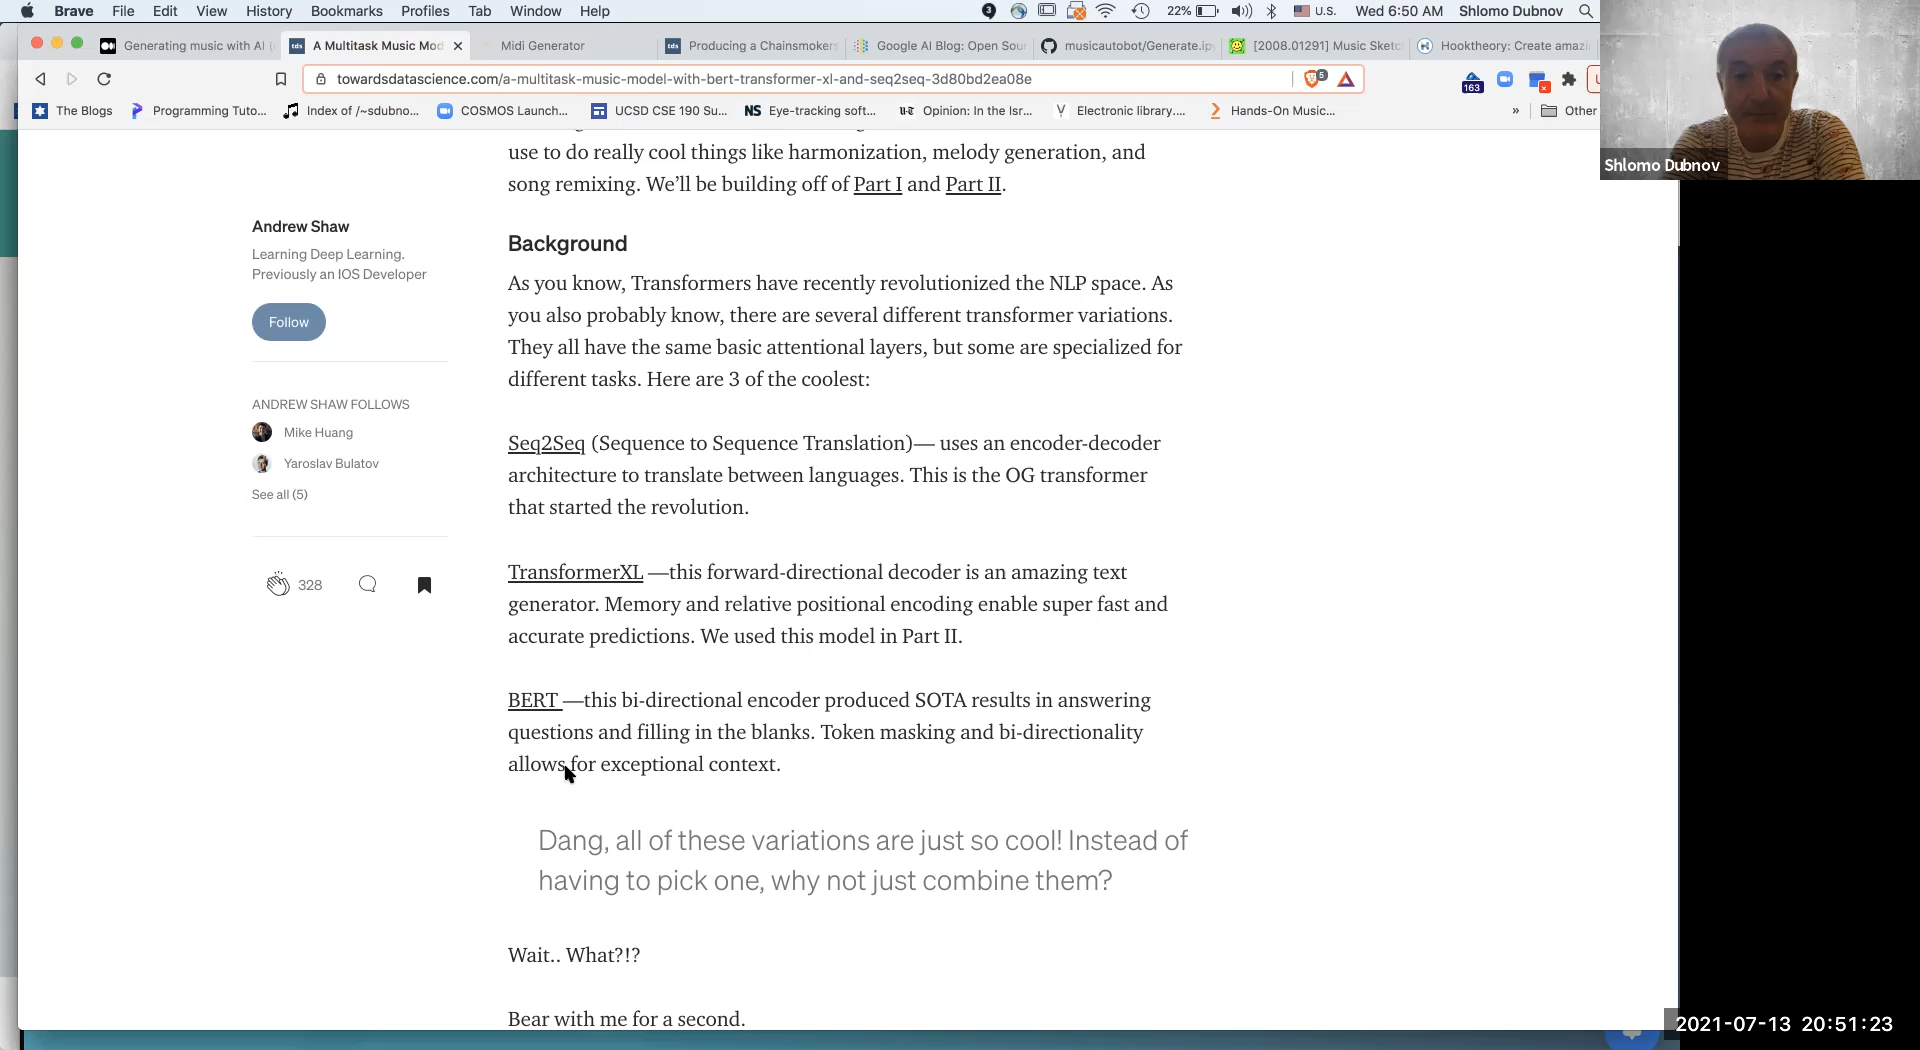 Brave File Edit View History Bookmarks Profiles Tab Window Help 3 22% U.S. Wed 6:50 AM Shlomo Dubnov
Generating music with AI A Multitask Music Mod Midi Generator Producing a Chainsmokers Google AI Blog: Open Sour musicautobot/Generate.ip [2008.01291] Music Sketc Hooktheory: Create amazi
towardsdatascience.com/a-multitask-music-model-with-bert-transformer-xl-and-seq2seq-3d80bd2ea08e 5 163
The Blogs Programming Tuto... Index of /~sdubno... COSMOS Launch... UCSD CSE 190 Su... NS Eye-tracking soft... Opinion: In the Isr... Electronic library.... Hands-On Music... » Other
Shlomo Dubnov
use to do really cool things like harmonization, melody generation, and
song remixing. We’ll be building off of Part I and Part II.
Andrew Shaw
Learning Deep Learning.
Previously an IOS Developer
Follow
ANDREW SHAW FOLLOWS
Mike Huang
Yaroslav Bulatov
See all (5)
328
Background
As you know, Transformers have recently revolutionized the NLP space. As
you also probably know, there are several different transformer variations.
They all have the same basic attentional layers, but some are specialized for
different tasks. Here are 3 of the coolest:
Seq2Seq (Sequence to Sequence Translation)— uses an encoder-decoder
architecture to translate between languages. This is the OG transformer
that started the revolution.
TransformerXL —this forward-directional decoder is an amazing text
generator. Memory and relative positional encoding enable super fast and
accurate predictions. We used this model in Part II.
BERT —this bi-directional encoder produced SOTA results in answering
questions and filling in the blanks. Token masking and bi-directionality
allows for exceptional context.
Dang, all of these variations are just so cool! Instead of
having to pick one, why not just combine them?
Wait.. What?!?
Bear with me for a second.
2021-07-13 20:51:23